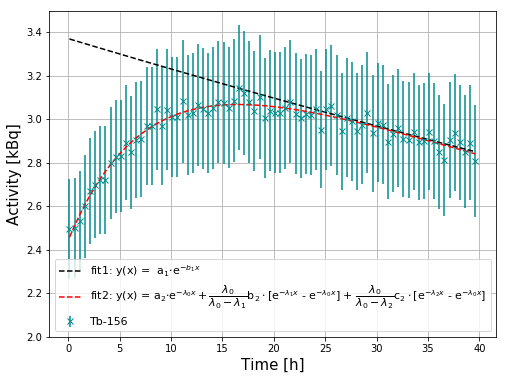 3.4
3.2
3.0
2.8
2.6
2.4
2.2
2.0
Activity [kBq]
fit1: y(x) = a₁·e^{-b₁x}
fit2: y(x) = a₂·e^{-λ₀x} + \frac{λ₀}{λ₀ - λ₁}b₂ · [e^{-λ₁x} - e^{-λ₀x}] + \frac{λ₀}{λ₀ - λ₂}c₂ · [e^{-λ₂x} - e^{-λ₀x}]
Tb-156
0 5 10 15 20 25 30 35 40
Time [h]